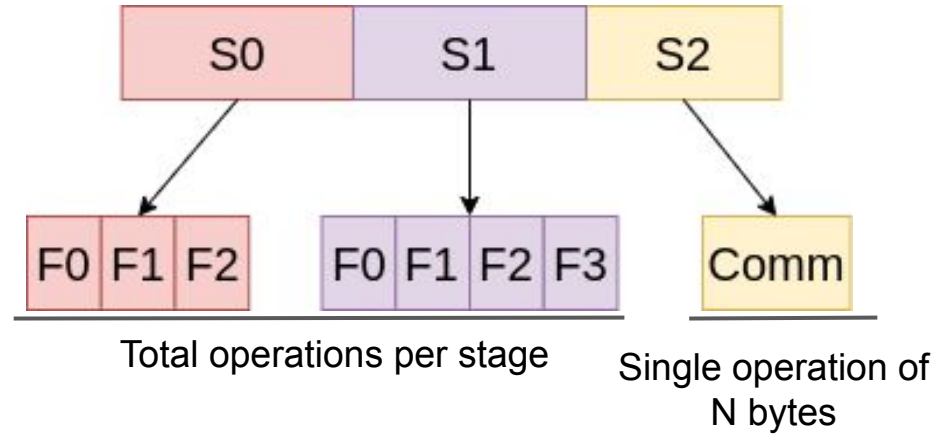 S0 S1 S2
F0 F1 F2 F0 F1 F2 F3 Comm
Total operations per stage
Single operation of
N bytes